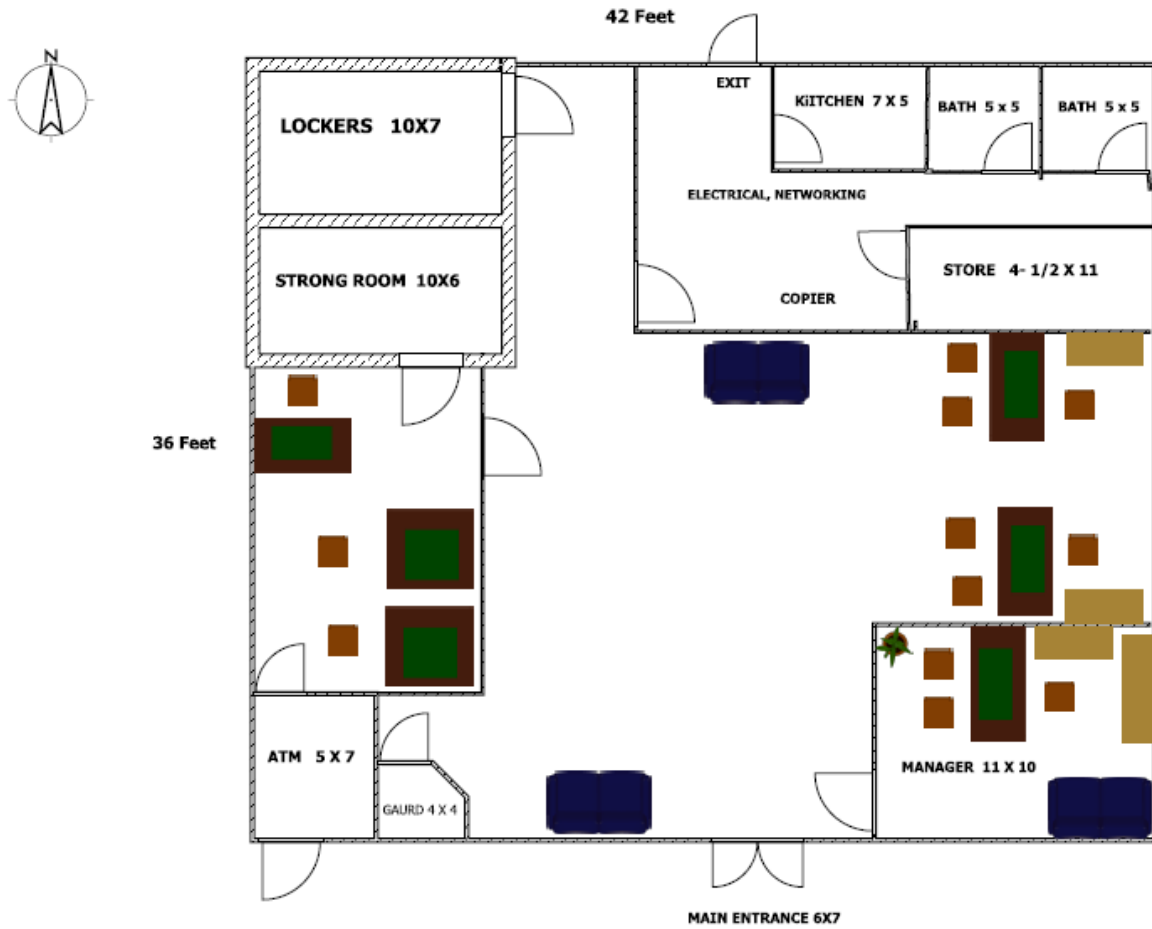 42 Feet
N
EXIT
KiITCHEN 7 X 5
BATH 5 x 5
BATH 5 x 5
LOCKERS 10X7
ELECTRICAL, NETWORKING
STRONG ROOM 10X6
STORE 4- 1/2 X 11
COPIER
36 Feet
ATM 5 X 7
MANAGER 11 X 10
GAURD 4 X 4
MAIN ENTRANCE 6X7